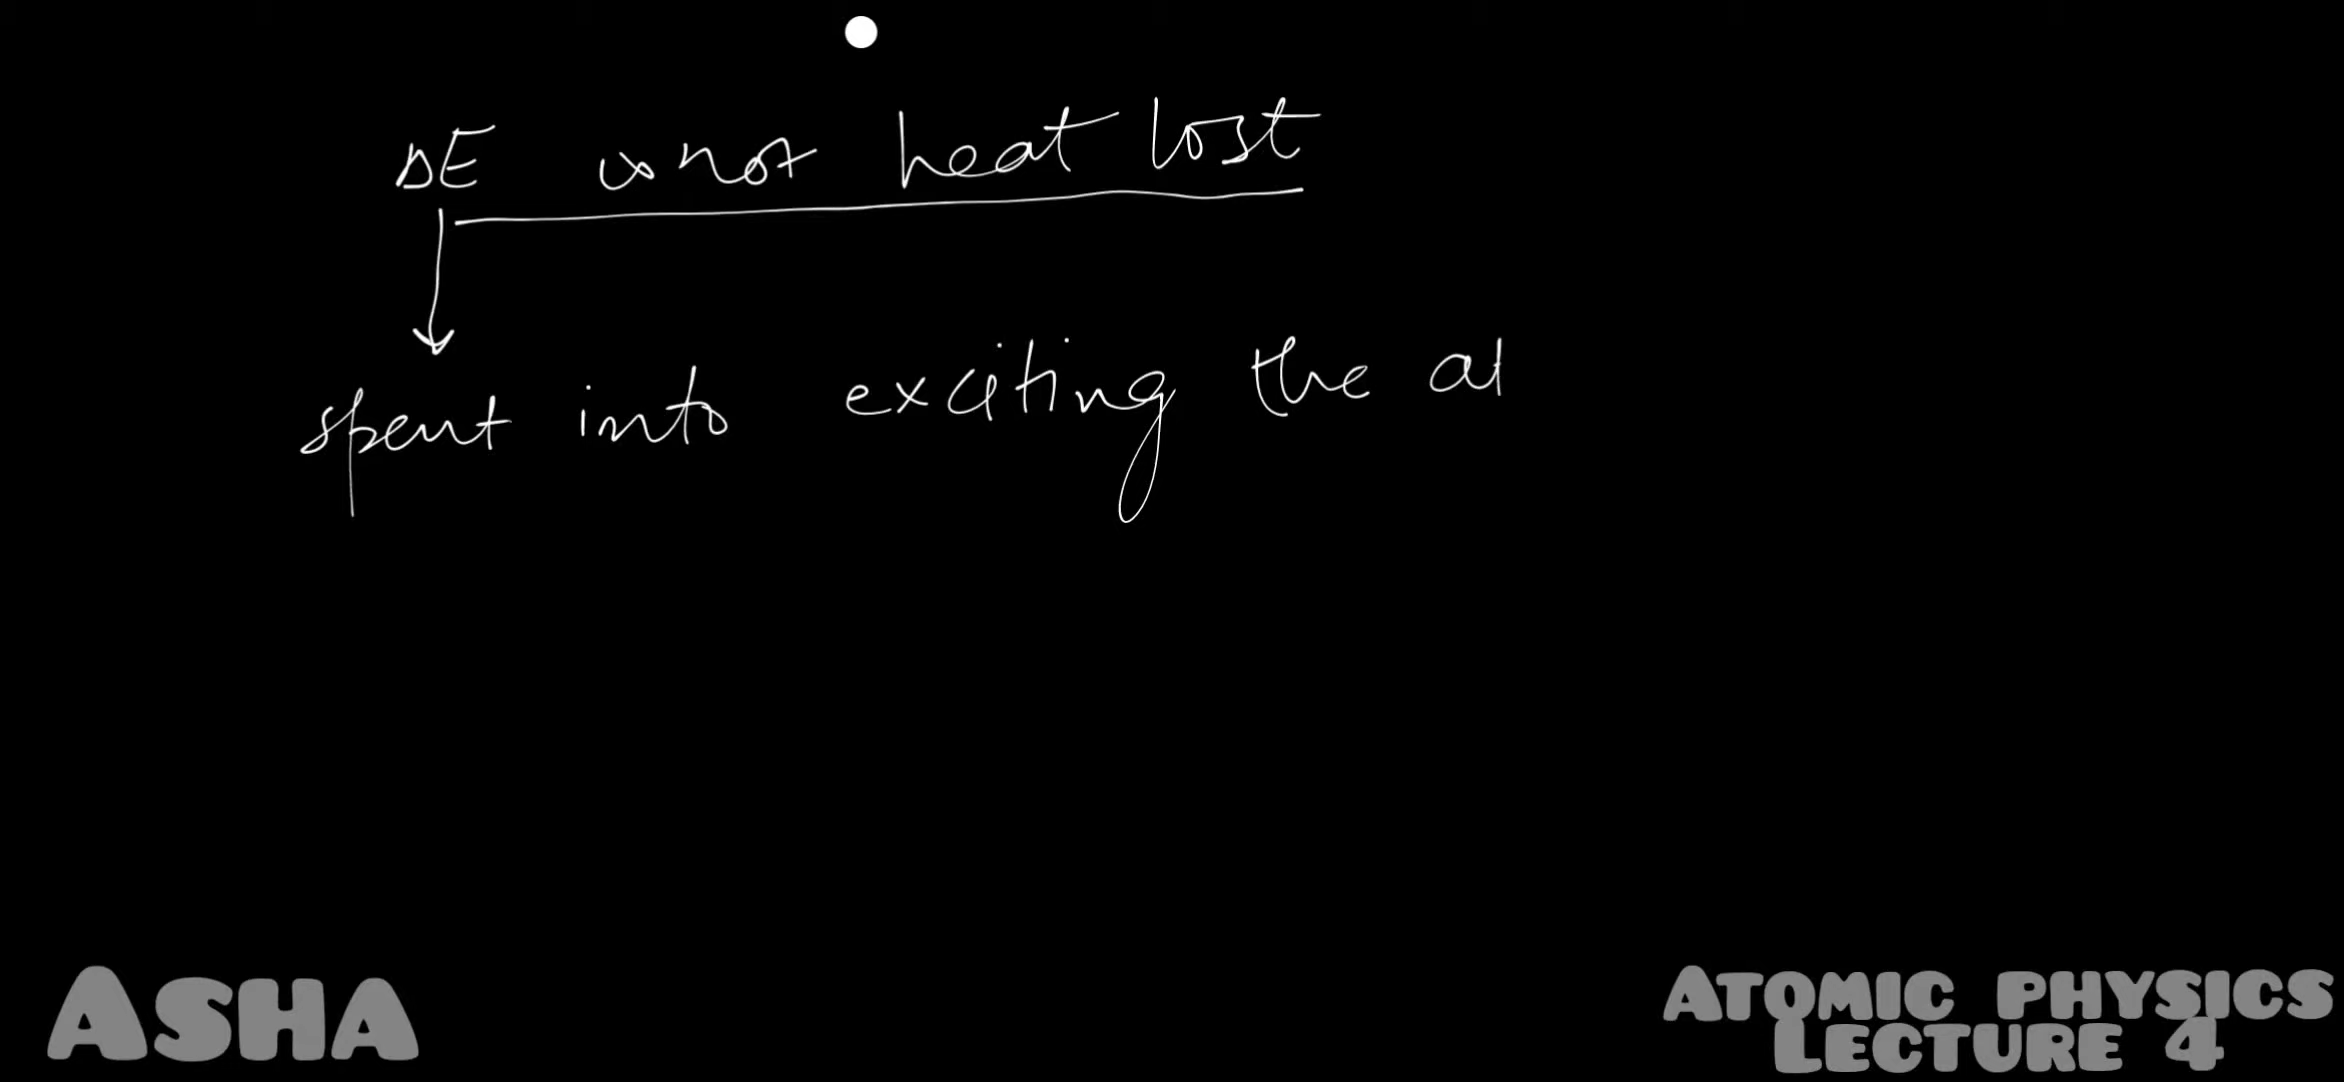 ΔE is not heat lost
spent into exciting the at
ASHA
ATOMIC PHYSICS
LECTURE 4